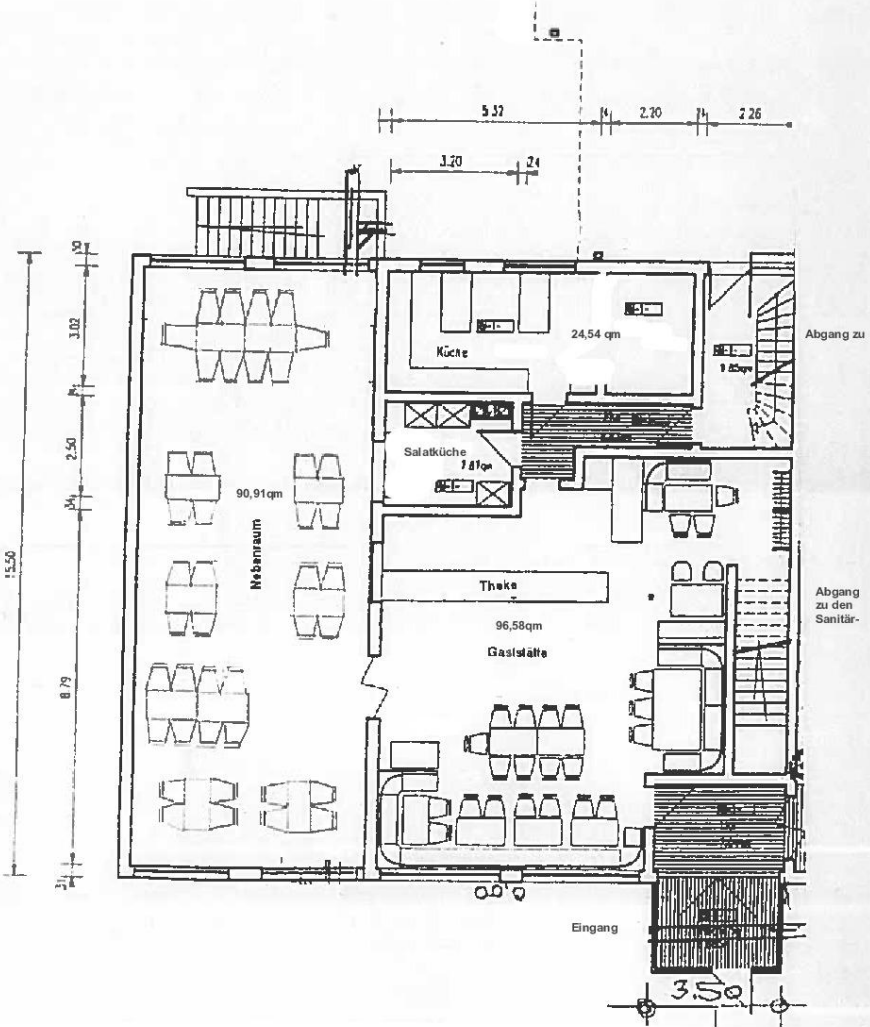 5.32
2.20
2.26
3.20
24
30
3.02
2.50
15.50
8.79
31
Küche
24,54 qm
Abgang zu
Salatküche
7.81qm
90,91qm
Nebenraum
Theke
96,58qm
Gaststätte
Abgang
zu den
Sanitär-
Eingang
3.50